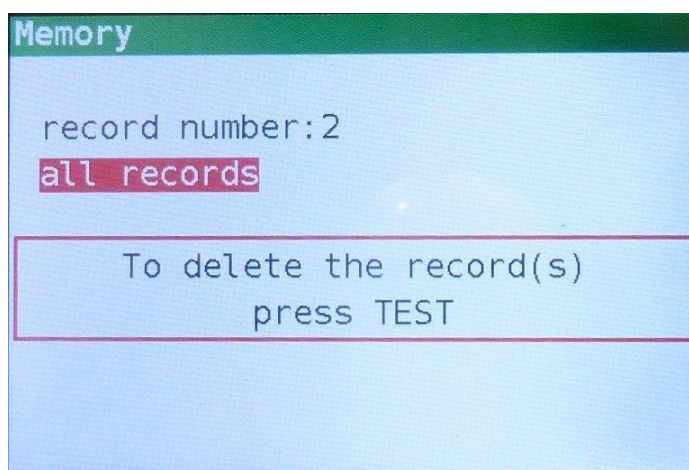 Memory
record number:2
all records
To delete the record(s)
press TEST